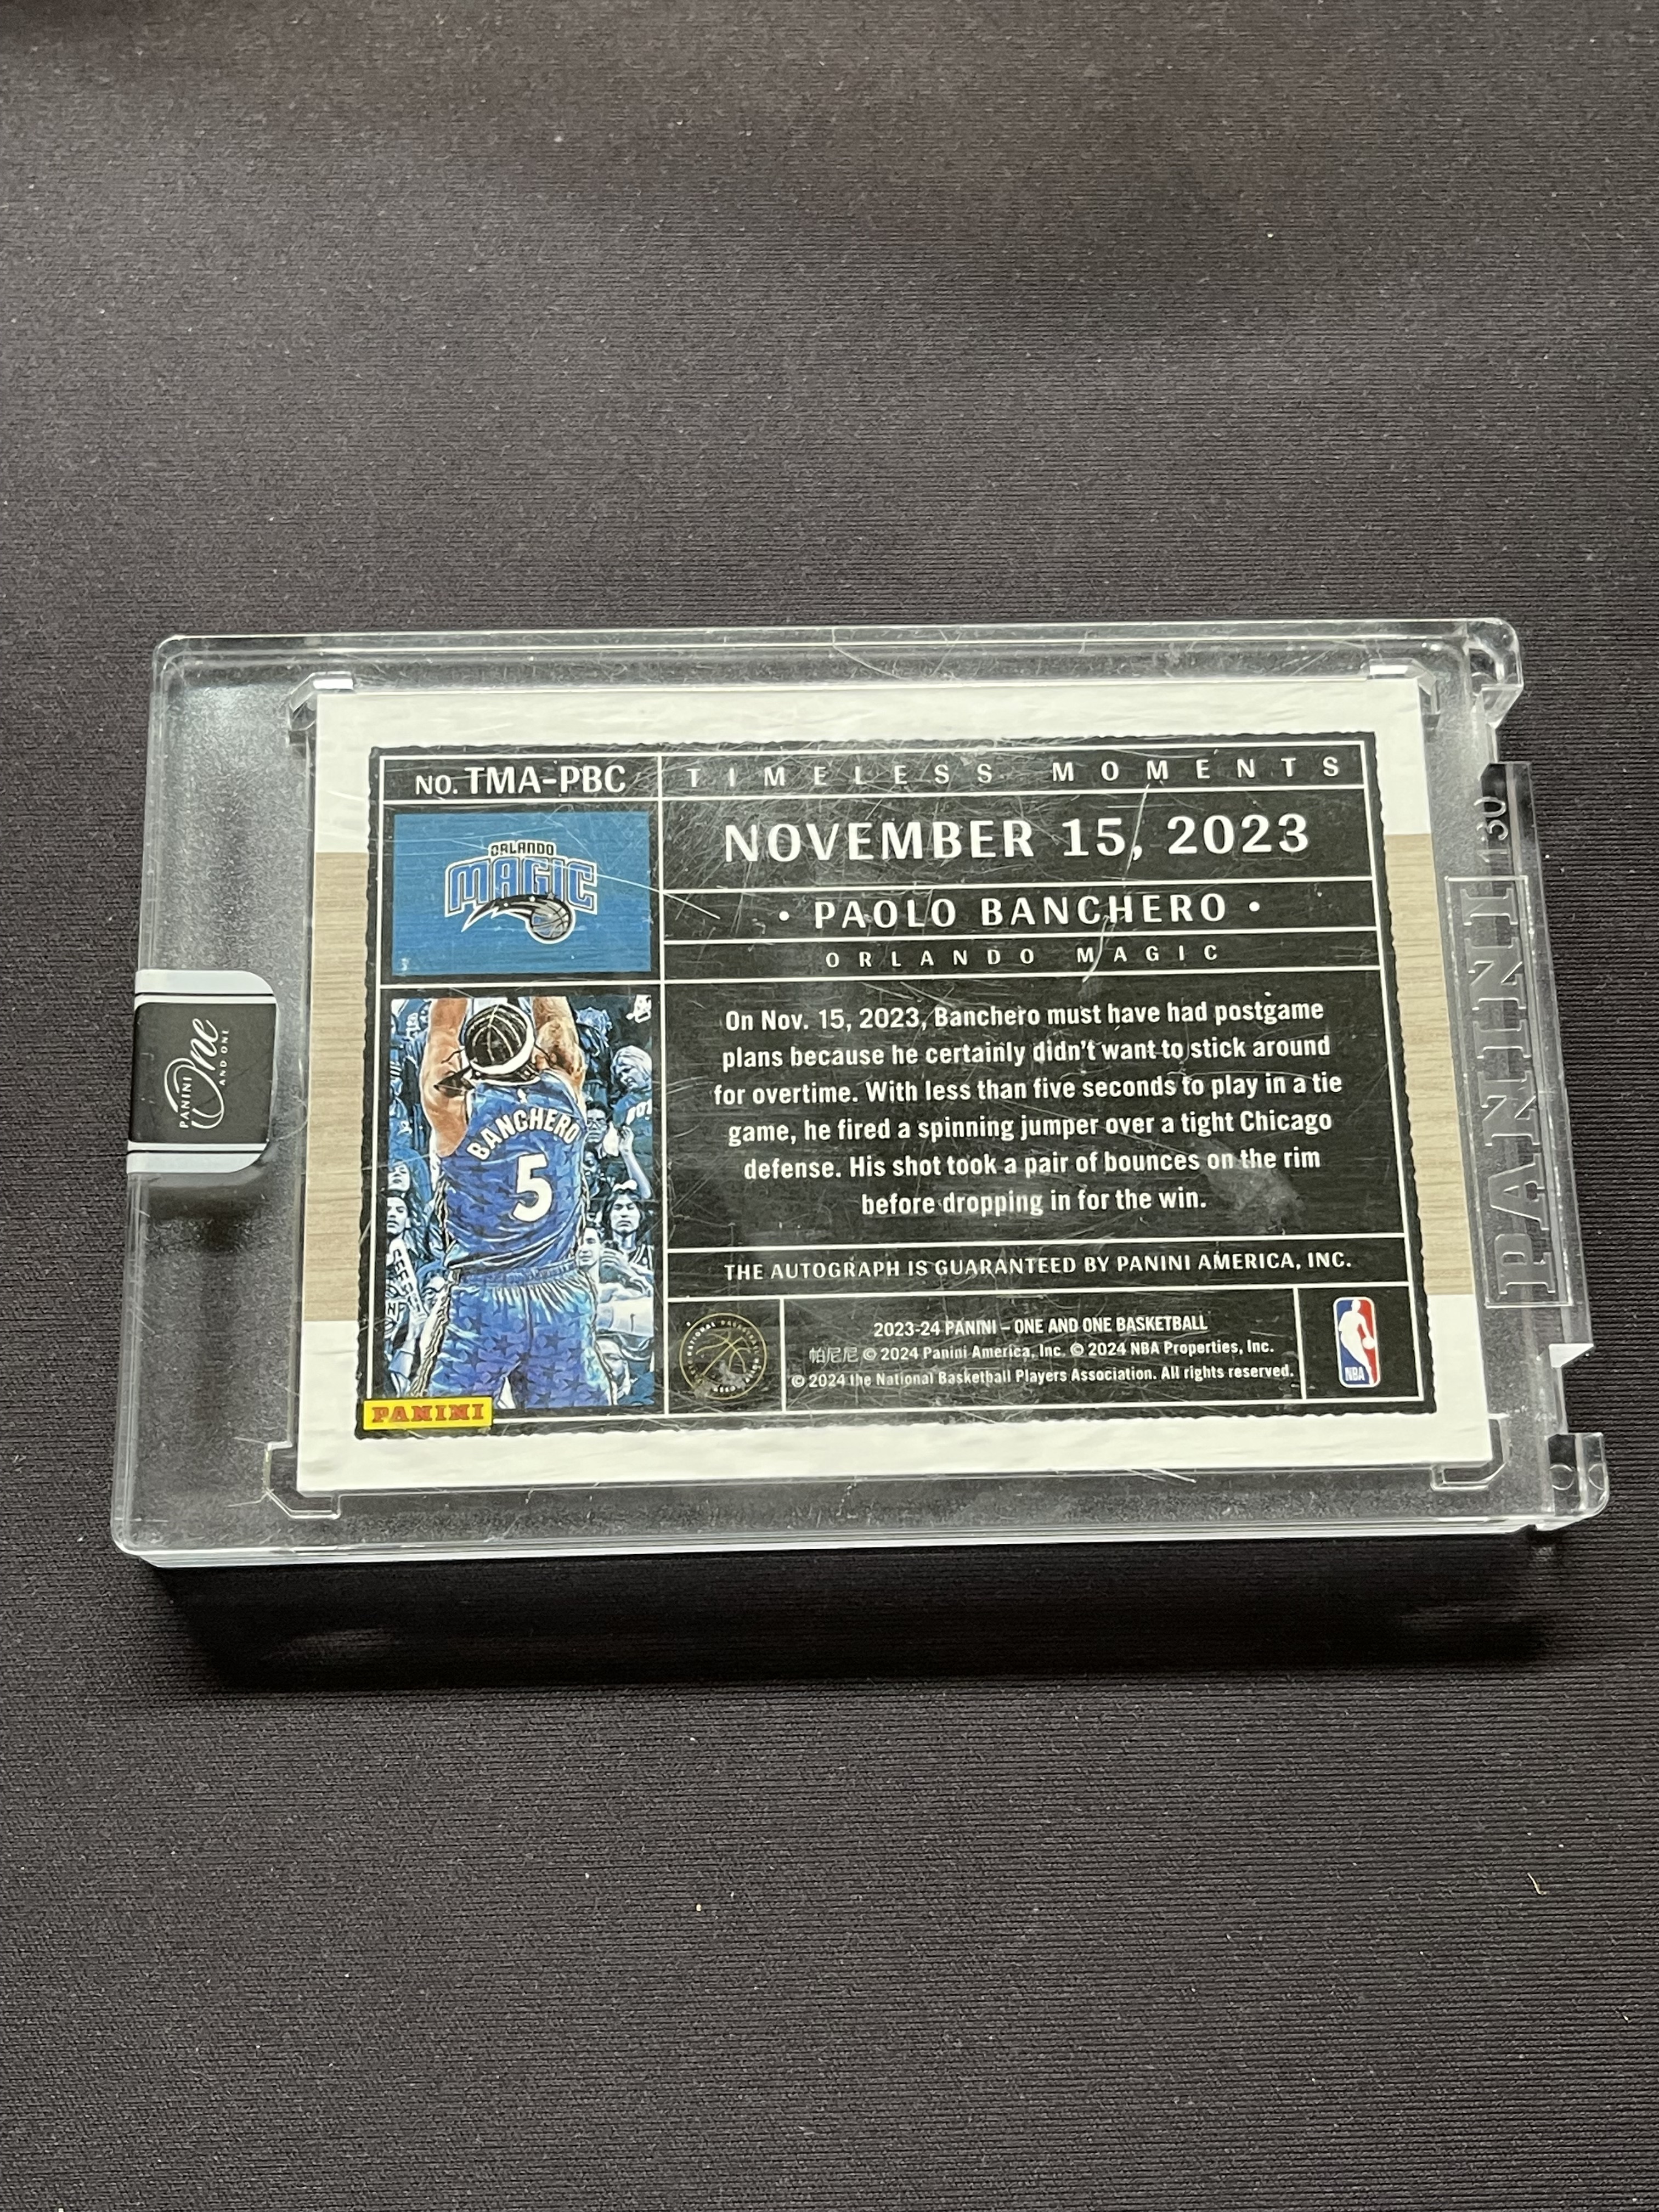 NO. TMA-PBC
TIMELESS MOMENTS
NOVEMBER 15, 2023
• PAOLO BANCHERO •
ORLANDO MAGIC
ORLANDO
MAGIC
BANCHERO
5
On Nov. 15, 2023, Banchero must have had postgame
plans because he certainly didn't want to stick around
for overtime. With less than five seconds to play in a tie
game, he fired a spinning jumper over a tight Chicago
defense. His shot took a pair of bounces on the rim
before dropping in for the win.
THE AUTOGRAPH IS GUARANTEED BY PANINI AMERICA, INC.
2023-24 PANINI – ONE AND ONE BASKETBALL
帕尼尼 © 2024 Panini America, Inc. © 2024 NBA Properties, Inc.
© 2024 the National Basketball Players Association. All rights reserved.
NBA
PANINI
PANINI
One
AND ONE
PANINI
130